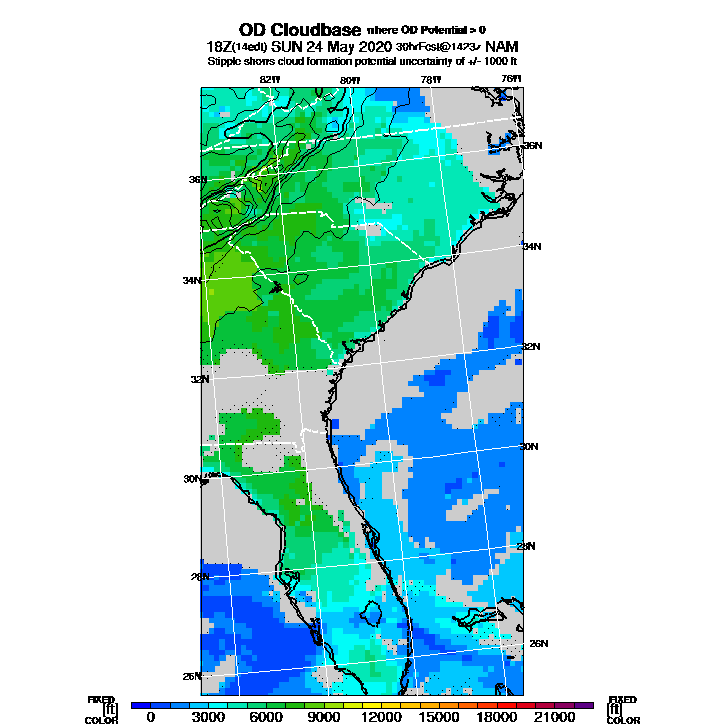 OD Cloudbase where OD Potential > 0
18Z(14edt) SUN 24 May 2020 30hrFcst@1423z NAM
Stipple shows cloud formation potential uncertainty of +/- 1000 ft
82W 80W 78W 76W
36N
36N
34N
34N
32N
32N
30N
30N
28N
28N
26N
26N
FIXED FIXED
[ft] [ft]
COLOR COLOR
0 3000 6000 9000 12000 15000 18000 21000